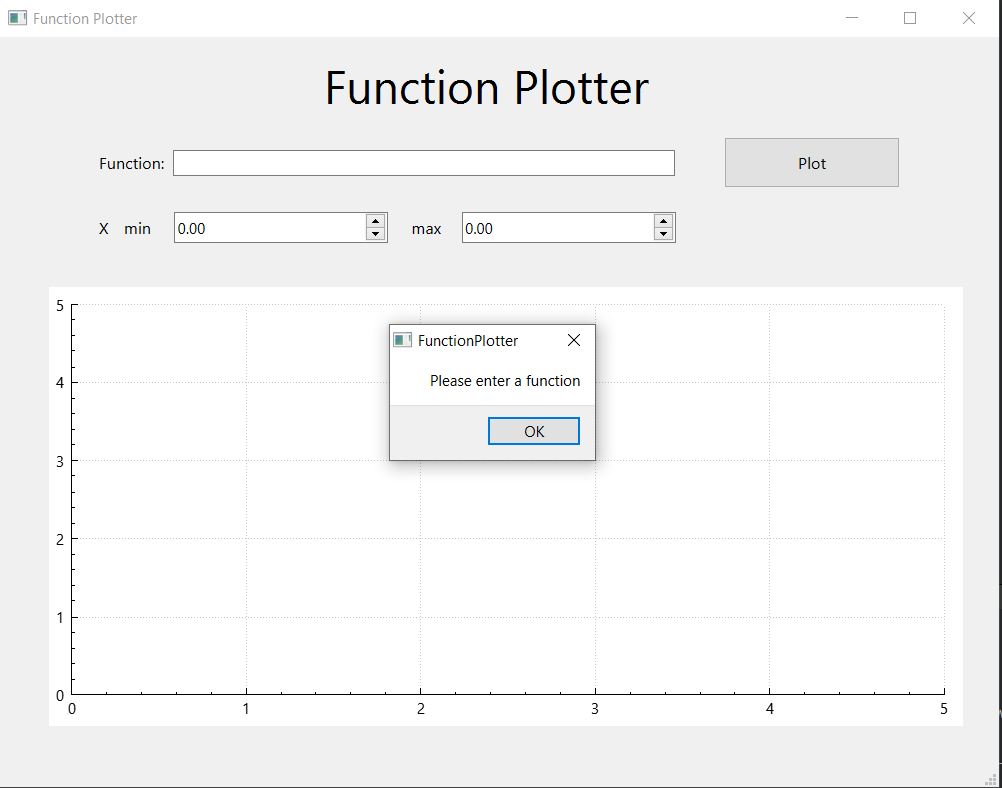 Function Plotter
Function Plotter
Function:
Plot
X min 0.00 max 0.00
5
FunctionPlotter
Please enter a function
4
OK
3
2
1
0
0 1 2 3 4 5